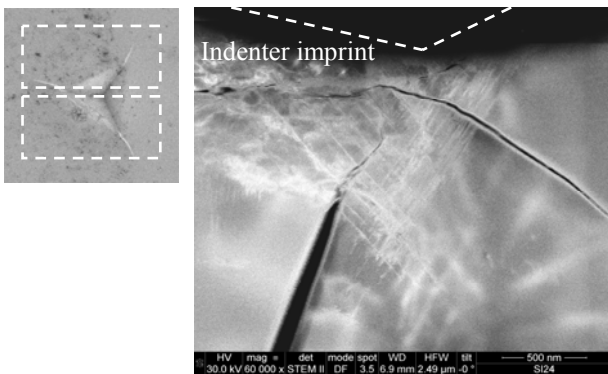 Indenter imprint
HV mag det mode spot WD HFW tilt 500 nm
30.0 kV 60 000 x STEM II DF 3.5 6.9 mm 2.49 µm -0 ° SI24